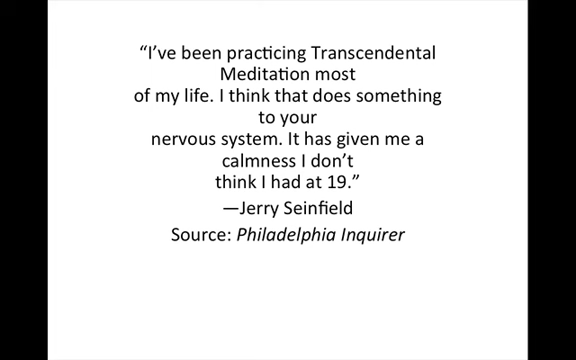 “I’ve been practicing Transcendental
Meditation most
of my life. I think that does something
to your
nervous system. It has given me a
calmness I don’t
think I had at 19.”
—Jerry Seinfield
Source: Philadelphia Inquirer